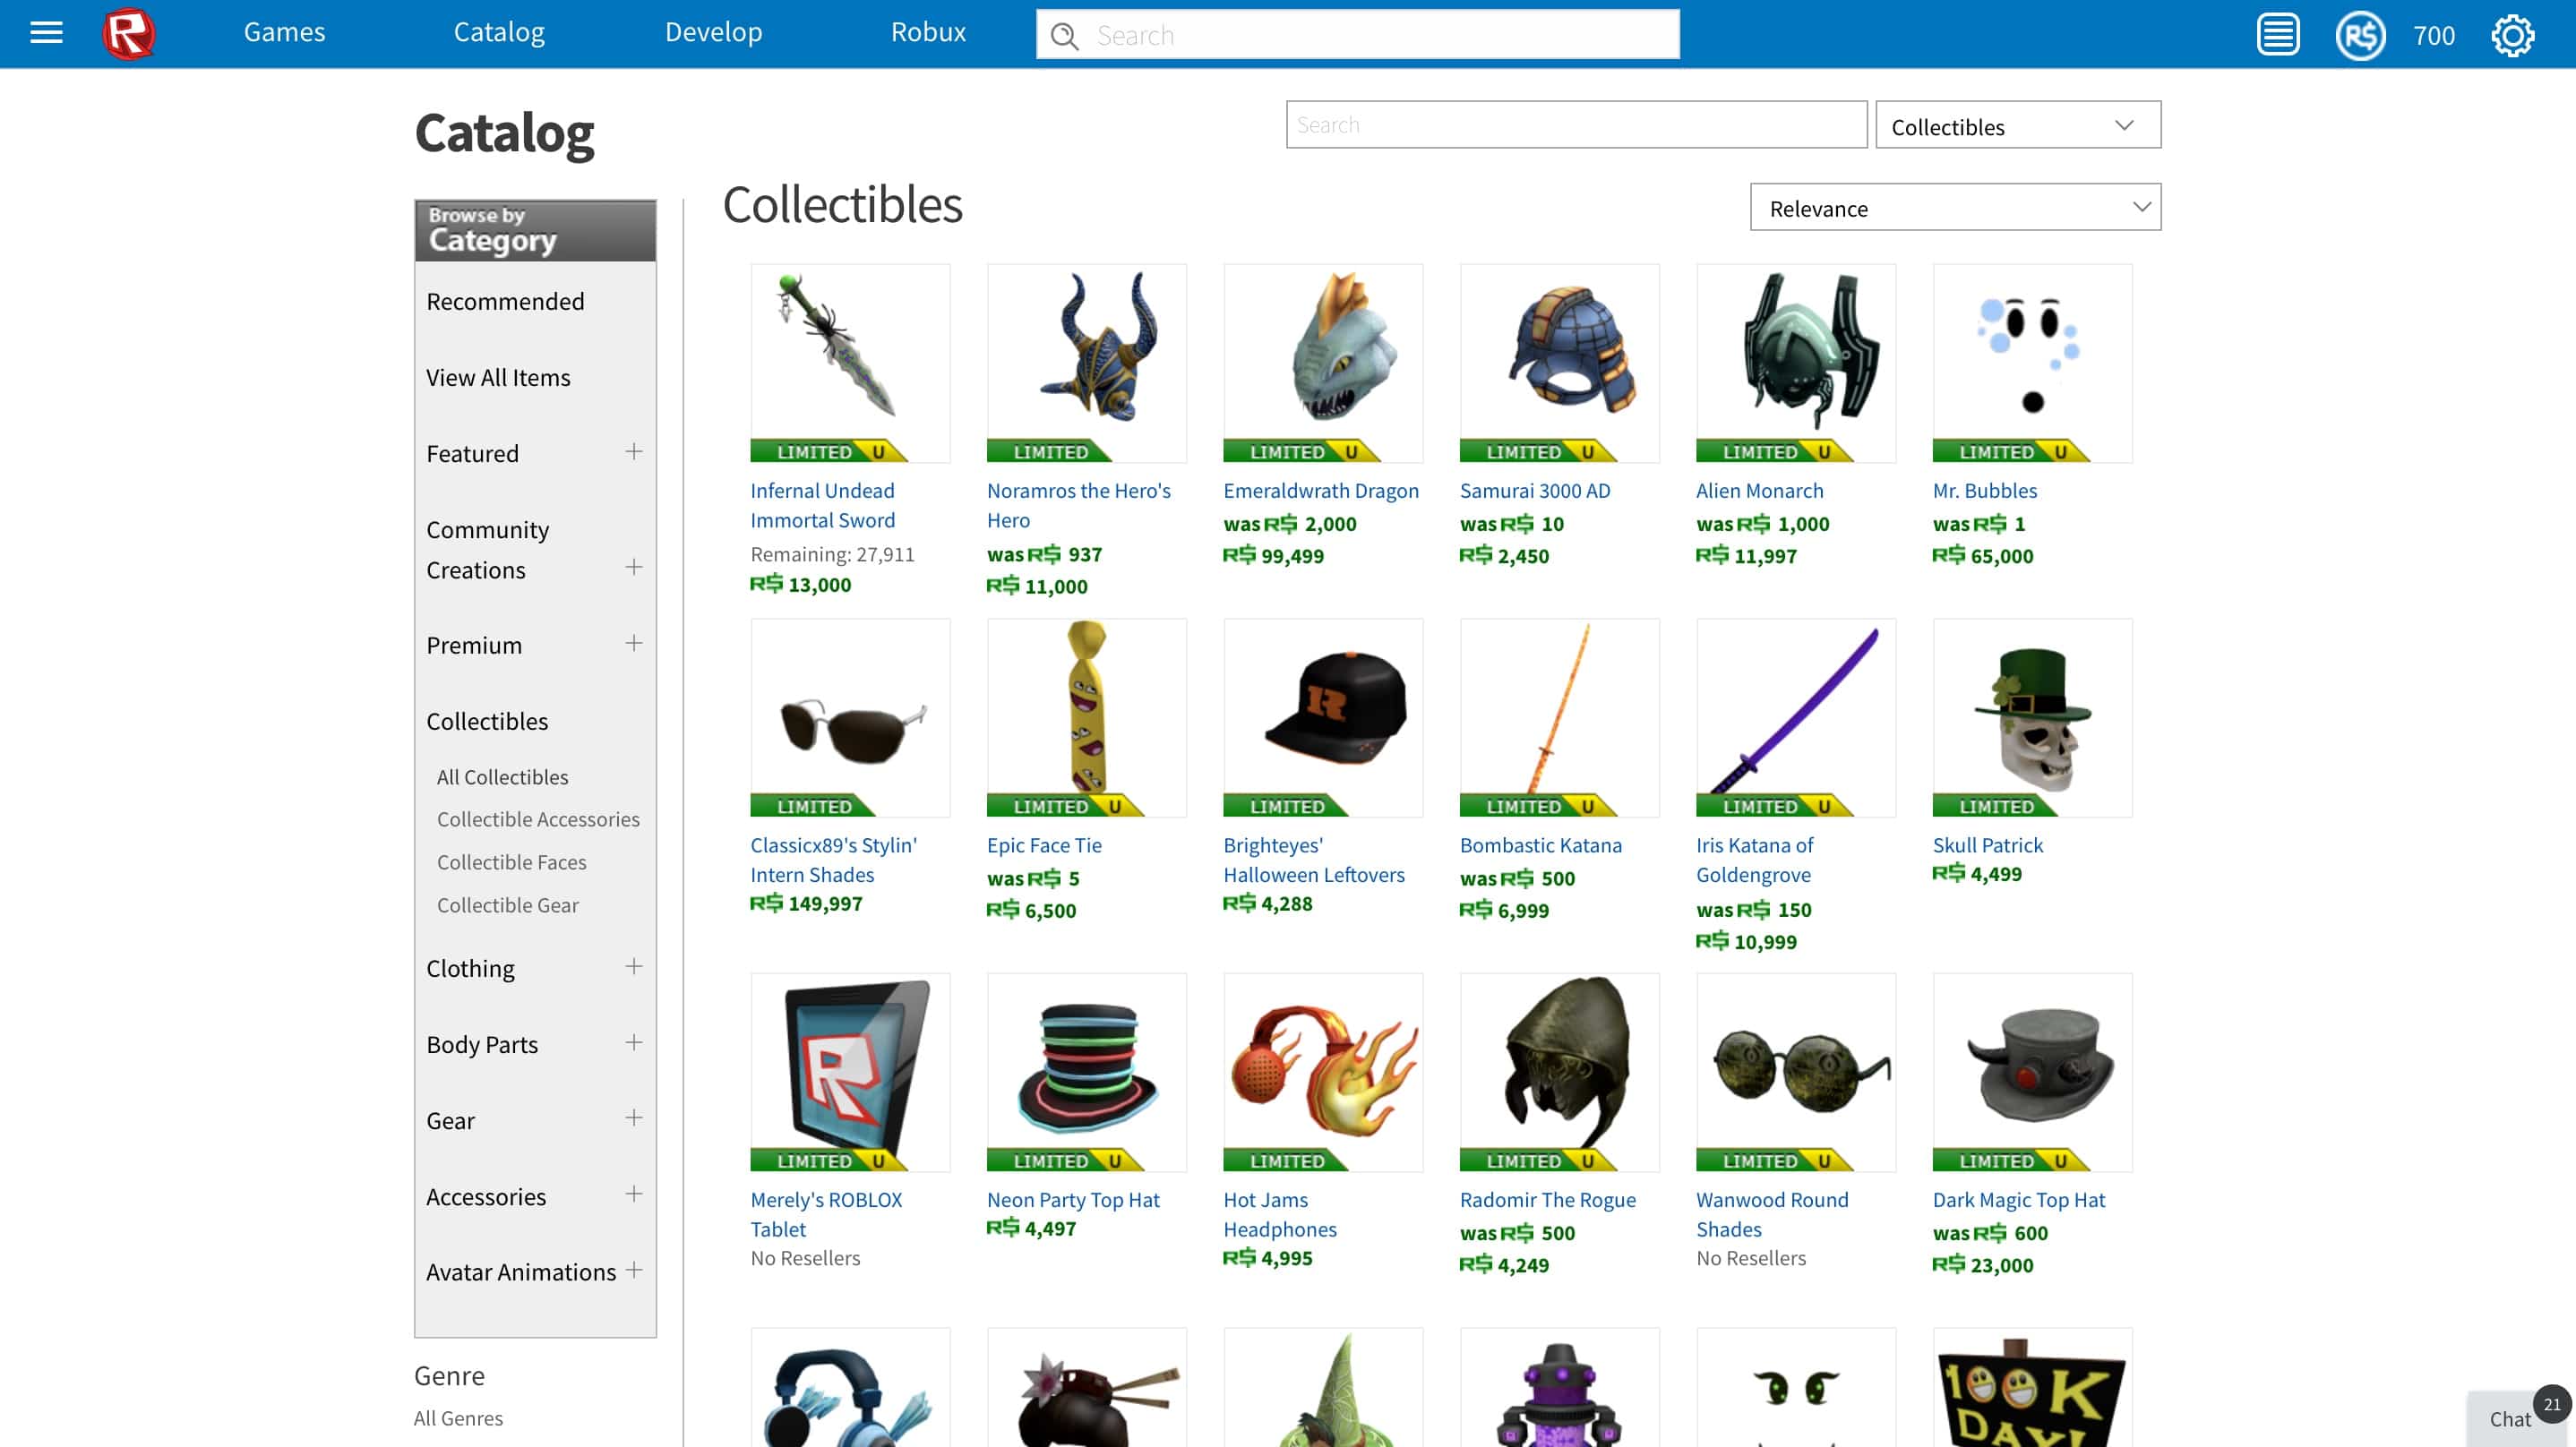 Games
Catalog
Develop
Robux
Search
R$
700
Catalog
Search
Collectibles
Browse by
Category
Recommended
View All Items
Featured
Community
Creations
Premium
Collectibles
All Collectibles
Collectible Accessories
Collectible Faces
Collectible Gear
Clothing
Body Parts
Gear
Accessories
Avatar Animations
Genre
All Genres
Collectibles
Relevance
LIMITED U
Infernal Undead
Immortal Sword
Remaining: 27,911
R$ 13,000
LIMITED
Noramros the Hero's
Hero
was R$ 937
R$ 11,000
LIMITED U
Emeraldwrath Dragon
was R$ 2,000
R$ 99,499
LIMITED U
Samurai 3000 AD
was R$ 10
R$ 2,450
LIMITED U
Alien Monarch
was R$ 1,000
R$ 11,997
LIMITED U
Mr. Bubbles
was R$ 1
R$ 65,000
LIMITED
Classicx89's Stylin'
Intern Shades
R$ 149,997
LIMITED U
Epic Face Tie
was R$ 5
R$ 6,500
R
LIMITED
Brighteyes'
Halloween Leftovers
R$ 4,288
LIMITED U
Bombastic Katana
was R$ 500
R$ 6,999
LIMITED U
Iris Katana of
Goldengrove
was R$ 150
R$ 10,999
LIMITED
Skull Patrick
R$ 4,499
R
LIMITED U
Merely's ROBLOX
Tablet
No Resellers
LIMITED U
Neon Party Top Hat
R$ 4,497
LIMITED
Hot Jams
Headphones
R$ 4,995
LIMITED U
Radomir The Rogue
was R$ 500
R$ 4,249
LIMITED U
Wanwood Round
Shades
No Resellers
LIMITED U
Dark Magic Top Hat
was R$ 600
R$ 23,000
100K
DAY!
Chat
21